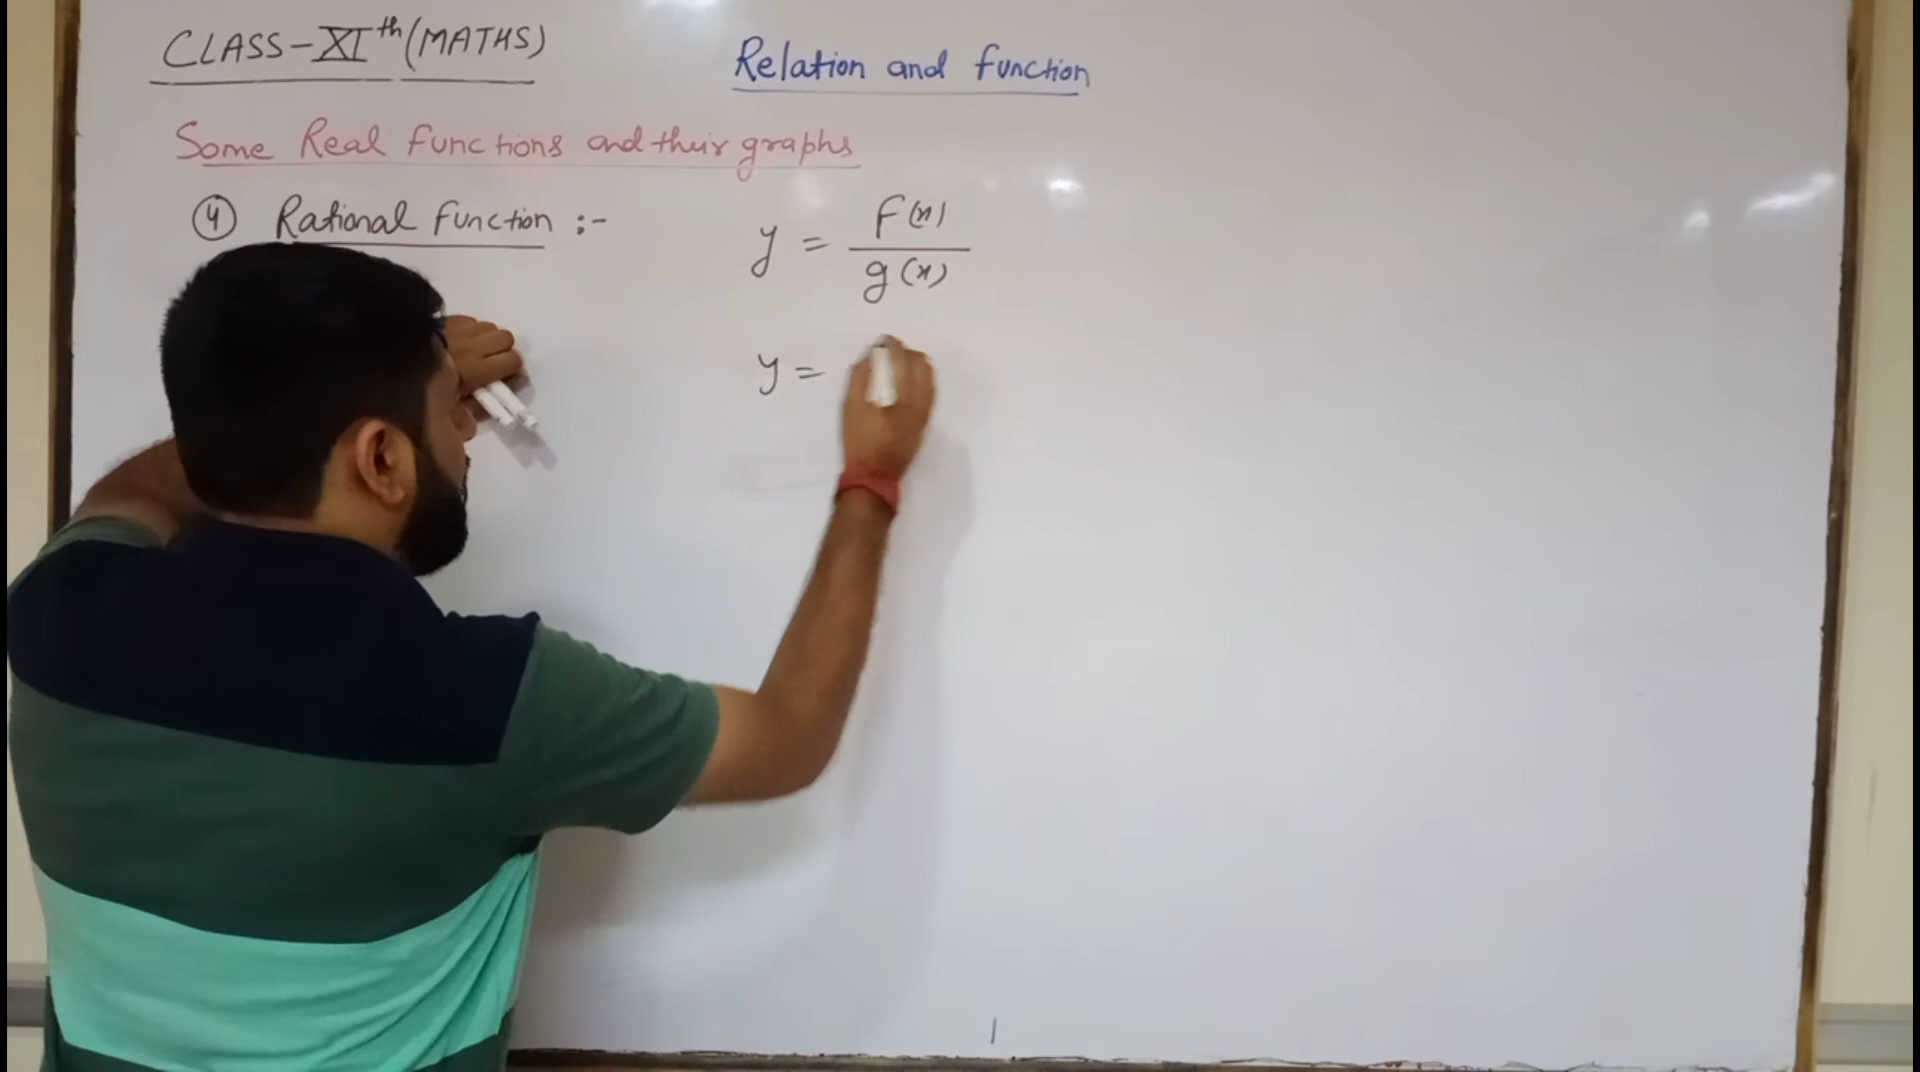 CLASS-XIth (MATHS)
Relation and function
Some Real functions and their graphs
④ Rational function :-
y = f(x)
g(x)
y =